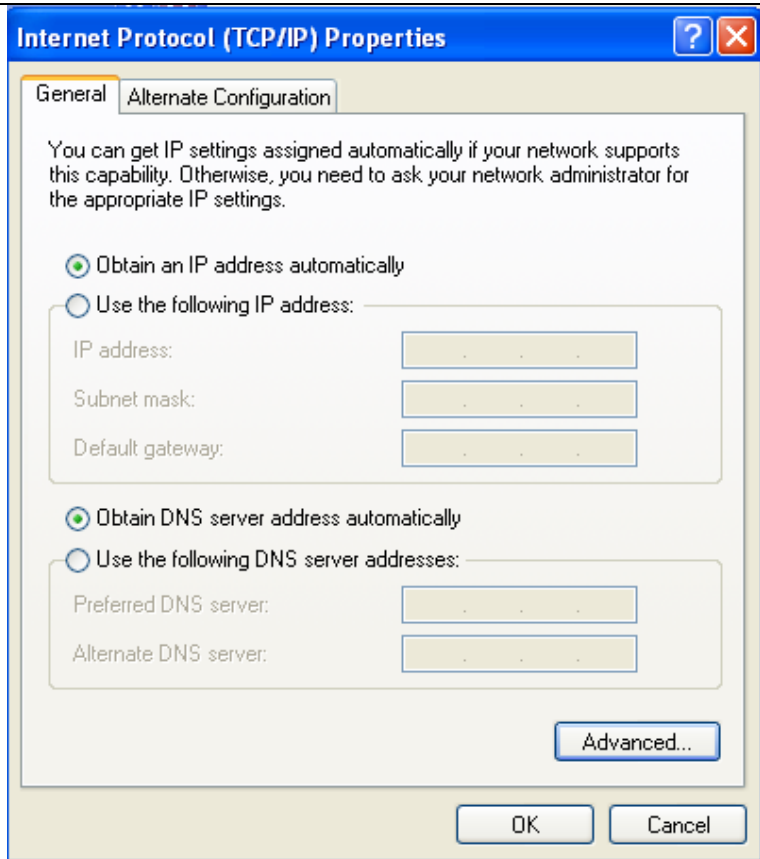 Internet Protocol (TCP/IP) Properties
General
Alternate Configuration
You can get IP settings assigned automatically if your network supports
this capability. Otherwise, you need to ask your network administrator for
the appropriate IP settings.
Obtain an IP address automatically
Use the following IP address:
IP address:
Subnet mask:
Default gateway:
Obtain DNS server address automatically
Use the following DNS server addresses:
Preferred DNS server:
Alternate DNS server:
Advanced...
OK
Cancel